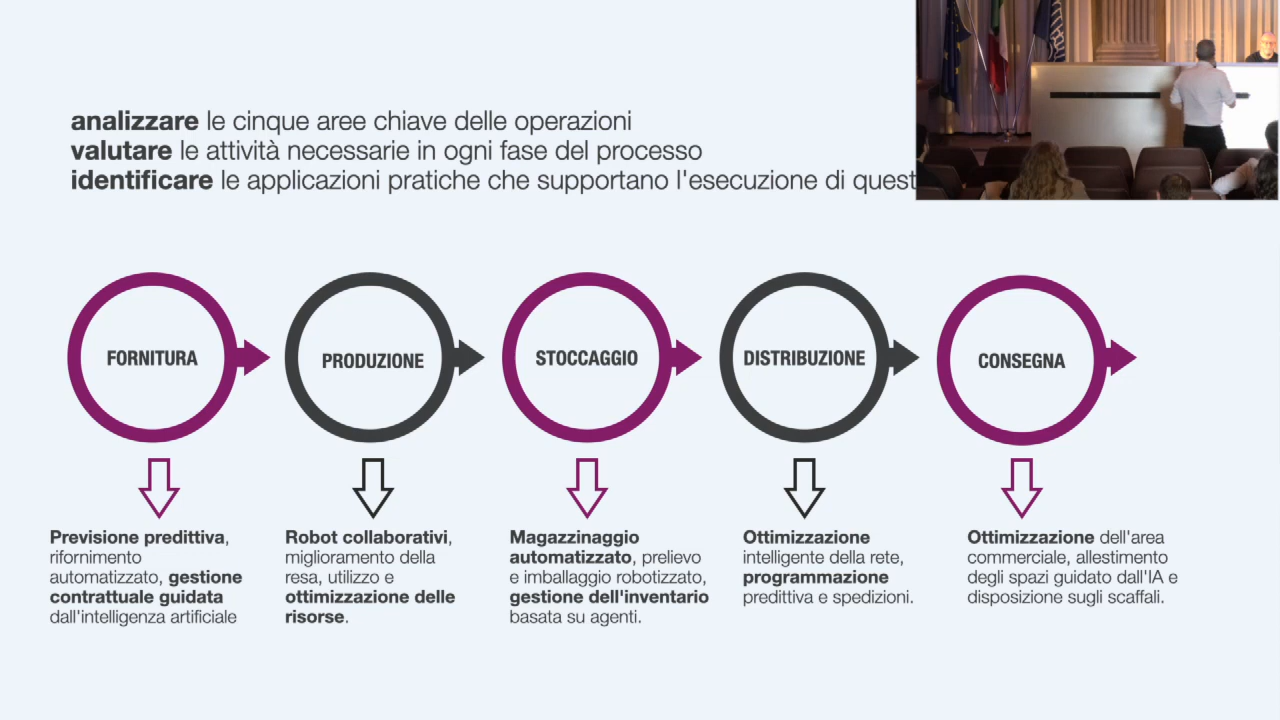 analizzare le cinque aree chiave delle operazioni
valutare le attività necessarie in ogni fase del processo
identificare le applicazioni pratiche che supportano l'esecuzione di
FORNITURA
PRODUZIONE
STOCCAGGIO
DISTRIBUZIONE
CONSEGNA
Previsione predittiva,
rifornimento
automatizzato, gestione
contrattuale guidata
dall'intelligenza artificiale
Robot collaborativi,
miglioramento della
resa, utilizzo e
ottimizzazione delle
risorse.
Magazzinaggio
automatizzato, prelievo
e imballaggio robotizzato,
gestione dell'inventario
basata su agenti.
Ottimizzazione
intelligente della rete,
programmazione
predittiva e spedizioni.
Ottimizzazione dell'area
commerciale, allestimento
degli spazi guidato dall'IA e
disposizione sugli scaffali.